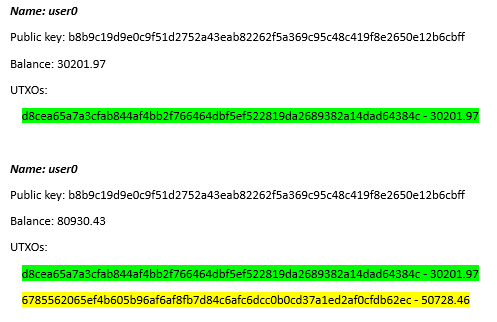 Name: user0
Public key: b8b9c19d9e0c9f51d2752a43eab82262f5a369c95c48c419f8e2650e12b6cbff
Balance: 30201.97
UTXOs:
d8cea65a7a3cfab844af4bb2f766464dbf5ef522819da2689382a14dad64384c - 30201.97
Name: user0
Public key: b8b9c19d9e0c9f51d2752a43eab82262f5a369c95c48c419f8e2650e12b6cbff
Balance: 80930.43
UTXOs:
d8cea65a7a3cfab844af4bb2f766464dbf5ef522819da2689382a14dad64384c - 30201.97
6785562065ef4b605b96af6af8fb7d84c6afc6dcc0b0cd37a1ed2af0cfdb62ec - 50728.46